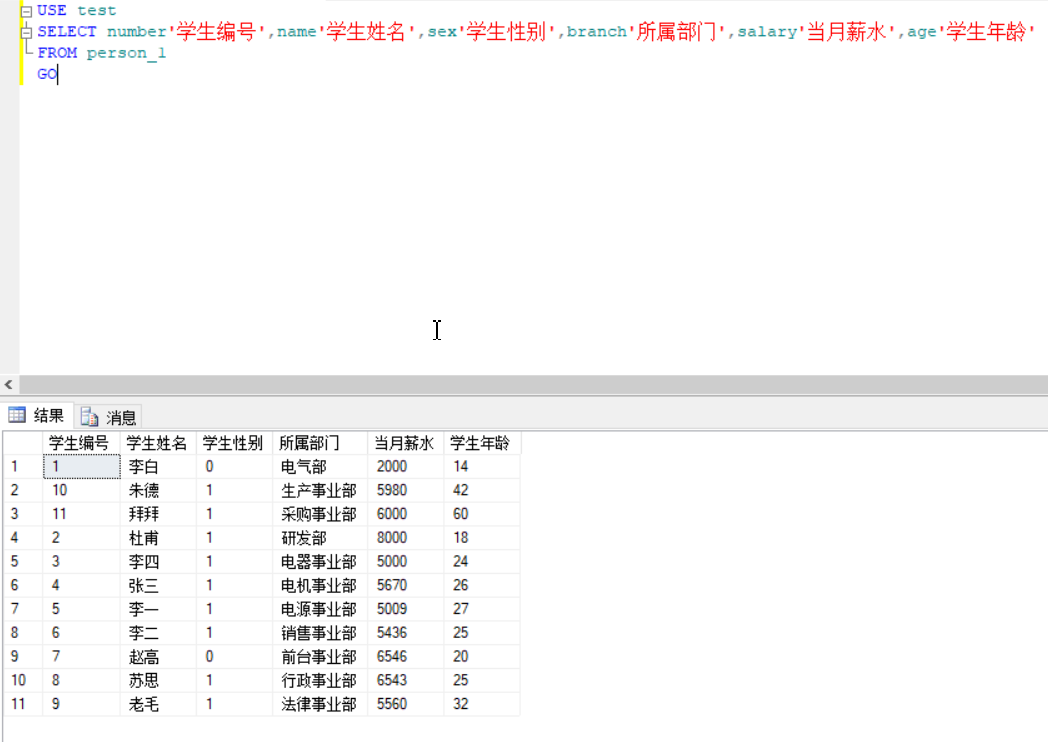 USE test
SELECT number'学生编号',name'学生姓名',sex'学生性别',branch'所属部门',salary'当月薪水',age'学生年龄'
FROM person_1
GO
结果 消息
学生编号 学生姓名 学生性别 所属部门 当月薪水 学生年龄
1 1 李白 0 电气部 2000 14
2 10 朱德 1 生产事业部 5980 42
3 11 拜拜 1 采购事业部 6000 60
4 2 杜甫 1 研发部 8000 18
5 3 李四 1 电器事业部 5000 24
6 4 张三 1 电机事业部 5670 26
7 5 李一 1 电源事业部 5009 27
8 6 李二 1 销售事业部 5436 25
9 7 赵高 0 前台事业部 6546 20
10 8 苏思 1 行政事业部 6543 25
11 9 老毛 1 法律事业部 5560 32